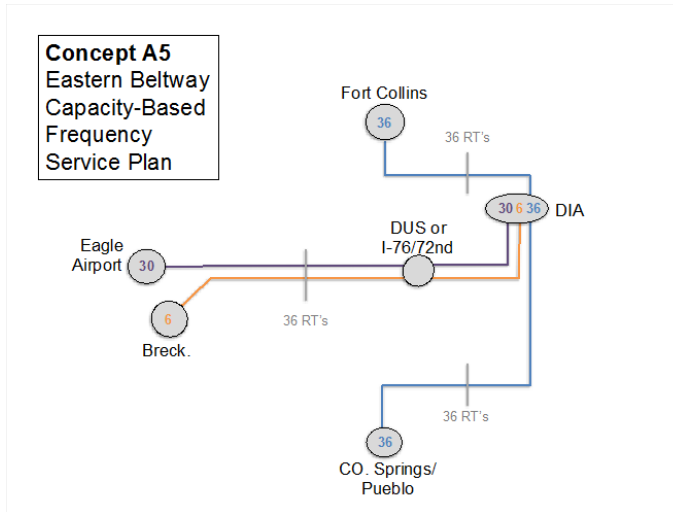 Concept A5
Eastern Beltway
Capacity-Based
Frequency
Service Plan
Fort Collins
36
36 RT's
30 6 36
DIA
DUS or
I-76/72nd
Eagle
Airport
30
6
Breck.
36 RT's
36 RT's
36
CO. Springs/
Pueblo